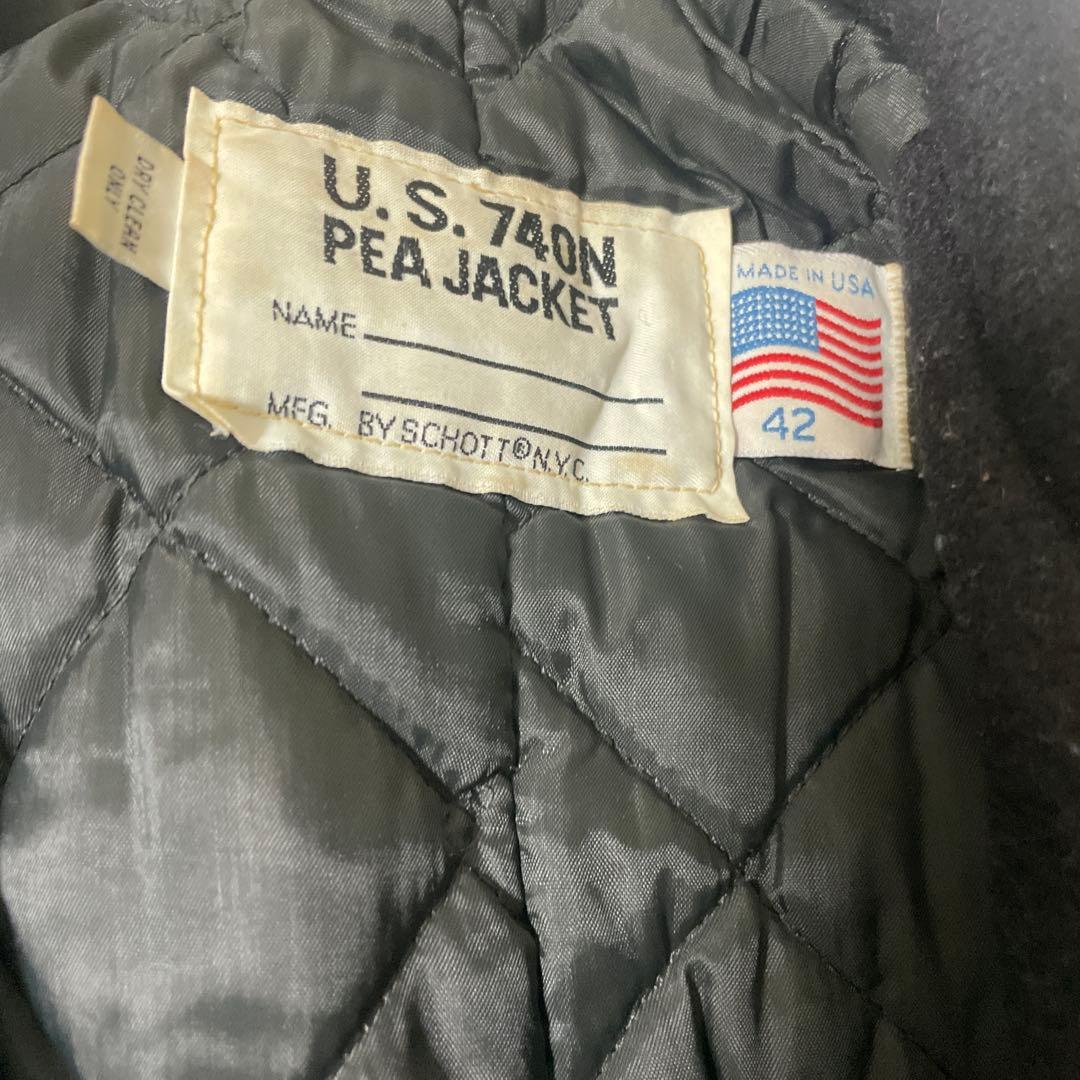 DRY CLEAN
ONLY
U.S. 740N
PEA JACKET
NAME
MFG. BY SCHOTT® N.Y.C.
MADE IN USA
42